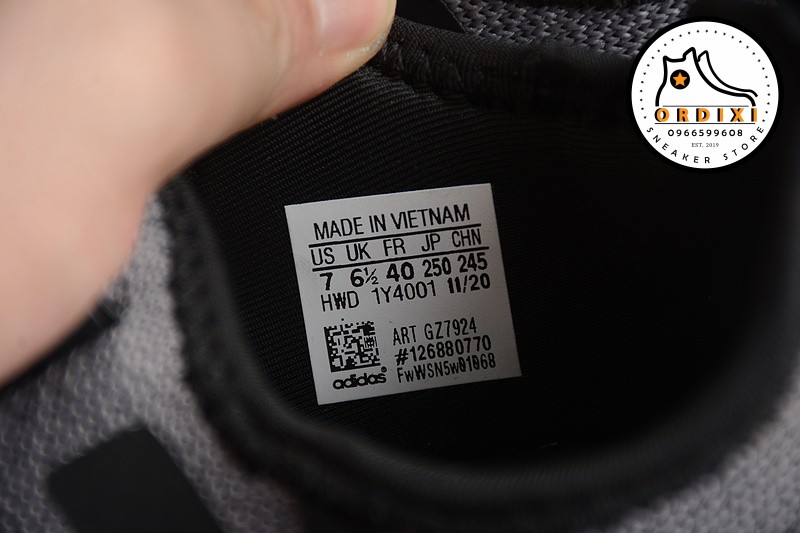 ORDIXI
0966599608
EST. 2019
SNEAKER STORE
MADE IN VIETNAM
US UK FR JP CHN
7 6½ 40 250 245
HWD 1Y4001 11/20
ART GZ7924
#126880770
FwWSN5w01068
adidas